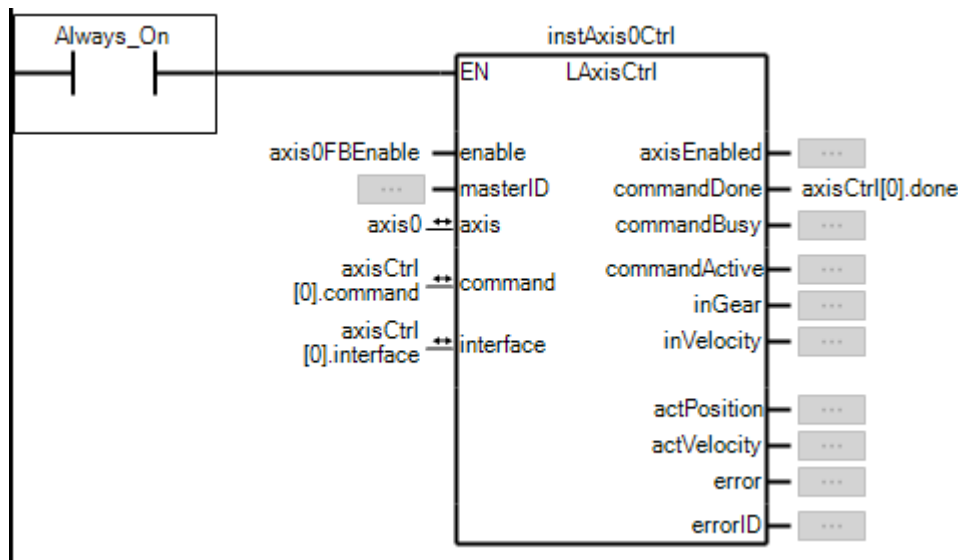 Always_On
instAxis0Ctrl
EN LAxisCtrl
axis0FBEnable enable axisEnabled ...
... masterID commandDone axisCtrl[0].done
axis0 axis commandBusy ...
axisCtrl
[0].command command commandActive ...
inGear ...
axisCtrl
[0].interface interface inVelocity ...
actPosition ...
actVelocity ...
error ...
errorID ...